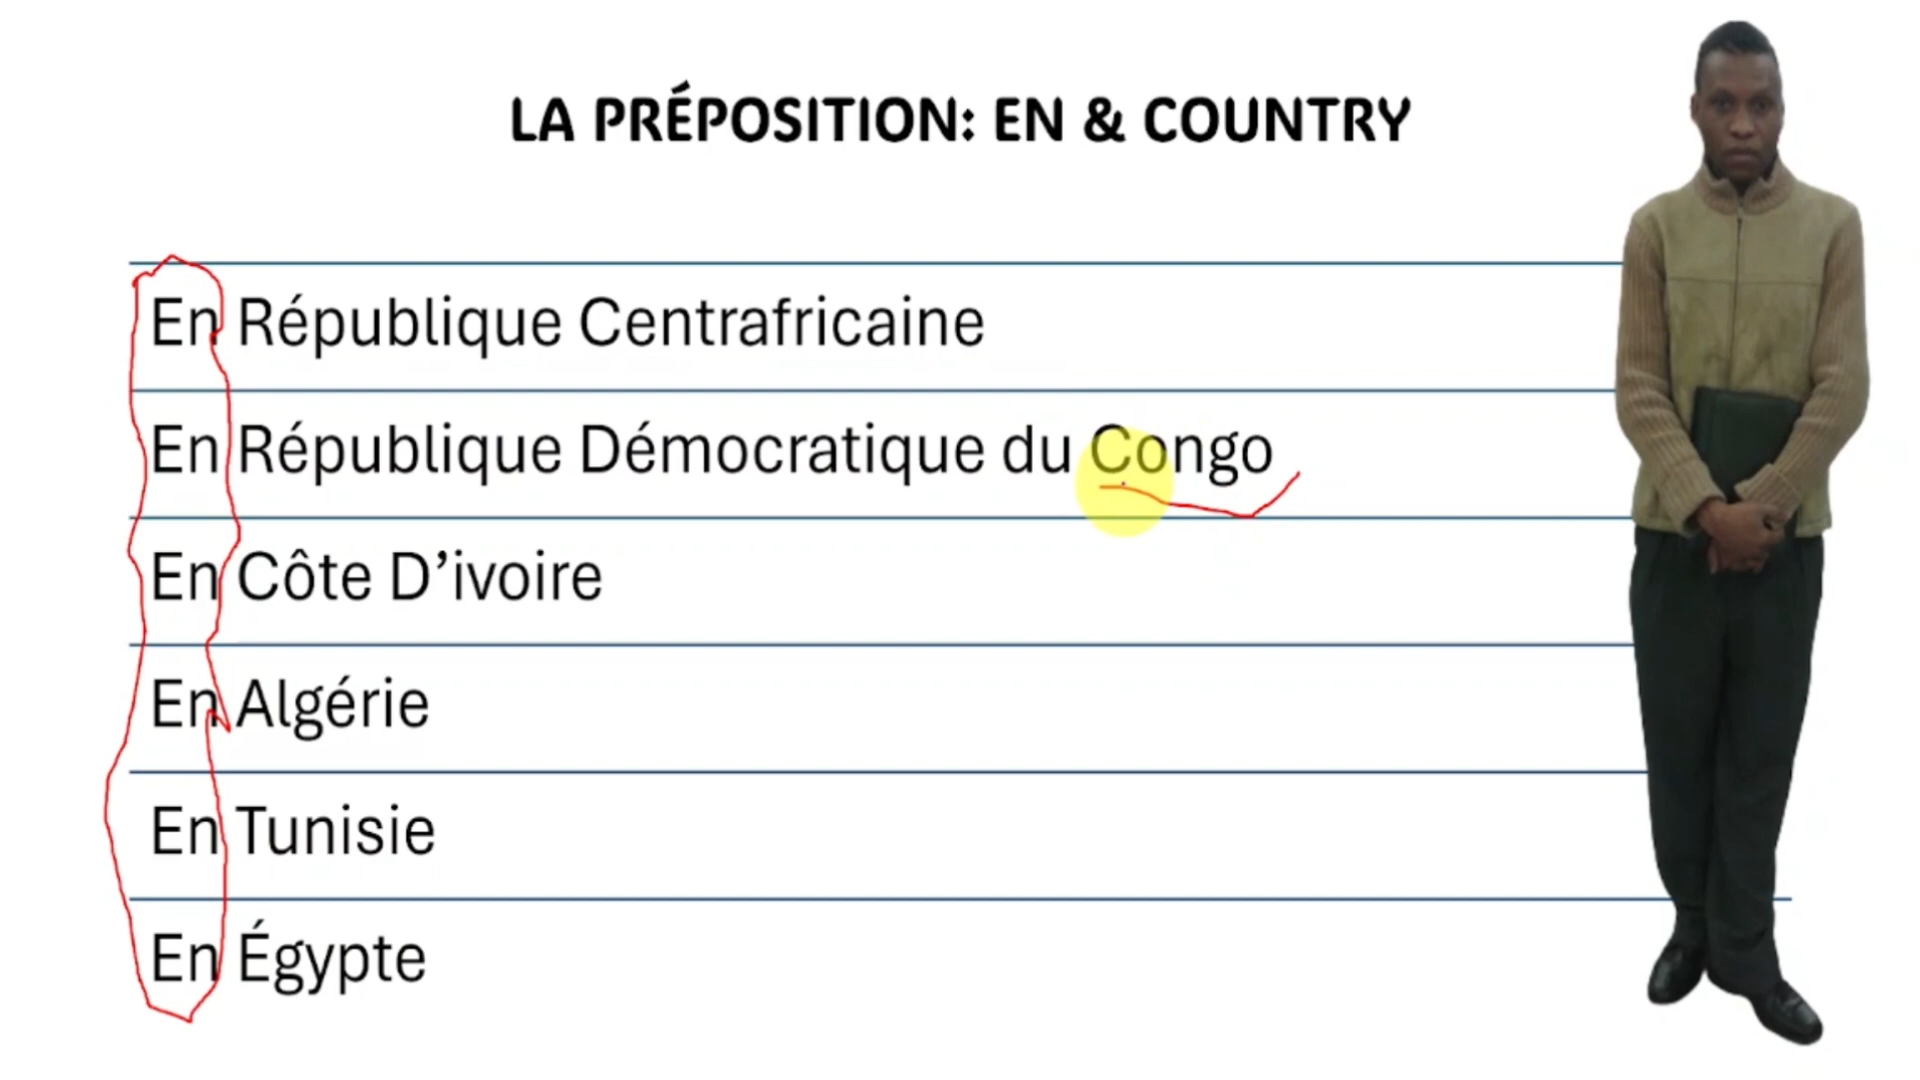 LA PRÉPOSITION: EN & COUNTRY
En République Centrafricaine
En République Démocratique du Congo
En Côte D’ivoire
En Algérie
En Tunisie
En Égypte